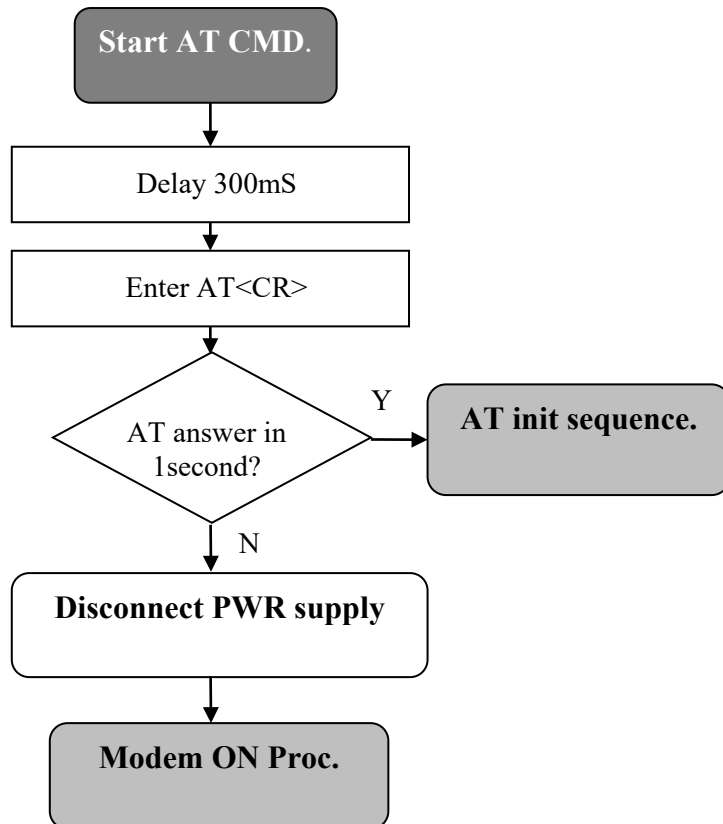 Start AT CMD.
Delay 300mS
Enter AT<CR>
AT answer in
1second?
Y
AT init sequence.
N
Disconnect PWR supply
Modem ON Proc.